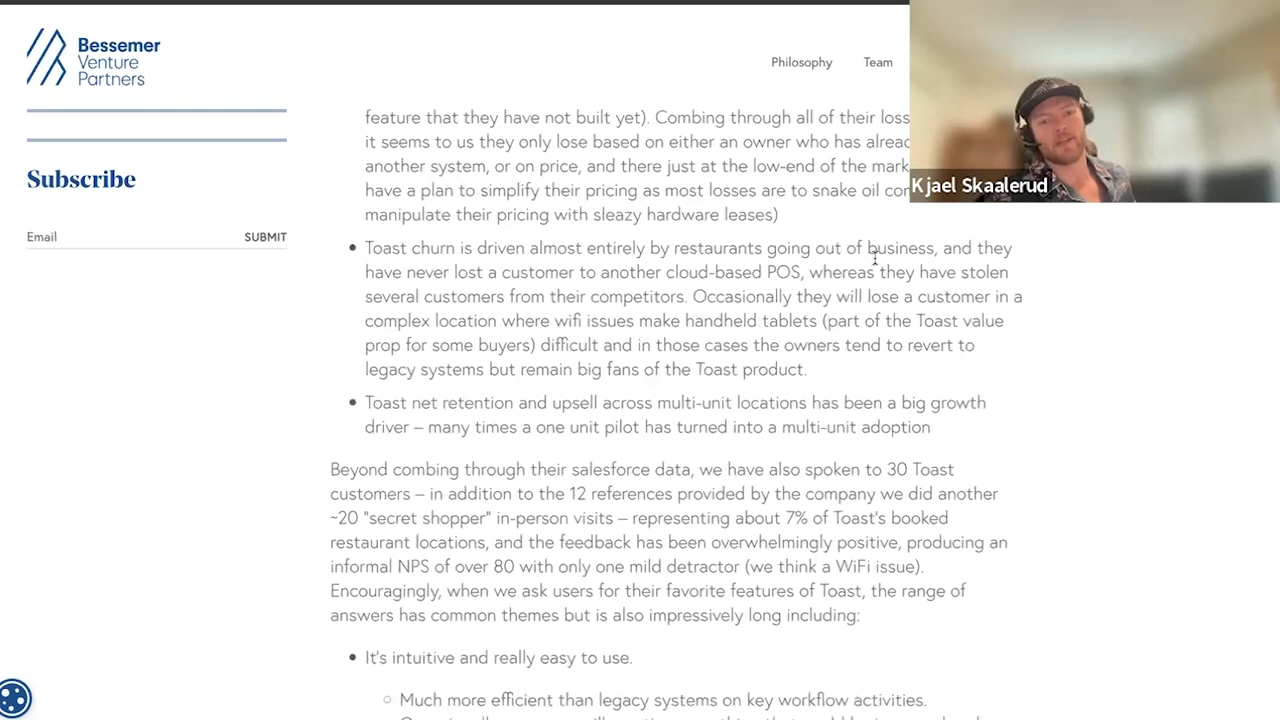 Bessemer
Venture
Partners
Philosophy
Team
Kjael Skaalerud
Subscribe
Email
SUBMIT
feature that they have not built yet). Combing through all of their loss
it seems to us they only lose based on either an owner who has
another system, or on price, and there just at the low-end of the
have a plan to simplify their pricing as most losses are to snake oil
manipulate their pricing with sleazy hardware leases)
• Toast churn is driven almost entirely by restaurants going out of business, and they
have never lost a customer to another cloud-based POS, whereas they have stolen
several customers from their competitors. Occasionally they will lose a customer in a
complex location where wifi issues make handheld tablets (part of the Toast value
prop for some buyers) difficult and in those cases the owners tend to revert to
legacy systems but remain big fans of the Toast product.
• Toast net retention and upsell across multi-unit locations has been a big growth
driver – many times a one unit pilot has turned into a multi-unit adoption
Beyond combing through their salesforce data, we have also spoken to 30 Toast
customers – in addition to the 12 references provided by the company we did another
~20 "secret shopper" in-person visits – representing about 7% of Toast's booked
restaurant locations, and the feedback has been overwhelmingly positive, producing an
informal NPS of over 80 with only one mild detractor (we think a WiFi issue).
Encouragingly, when we ask users for their favorite features of Toast, the range of
answers has common themes but is also impressively long including:
• It's intuitive and really easy to use.
○ Much more efficient than legacy systems on key workflow activities.